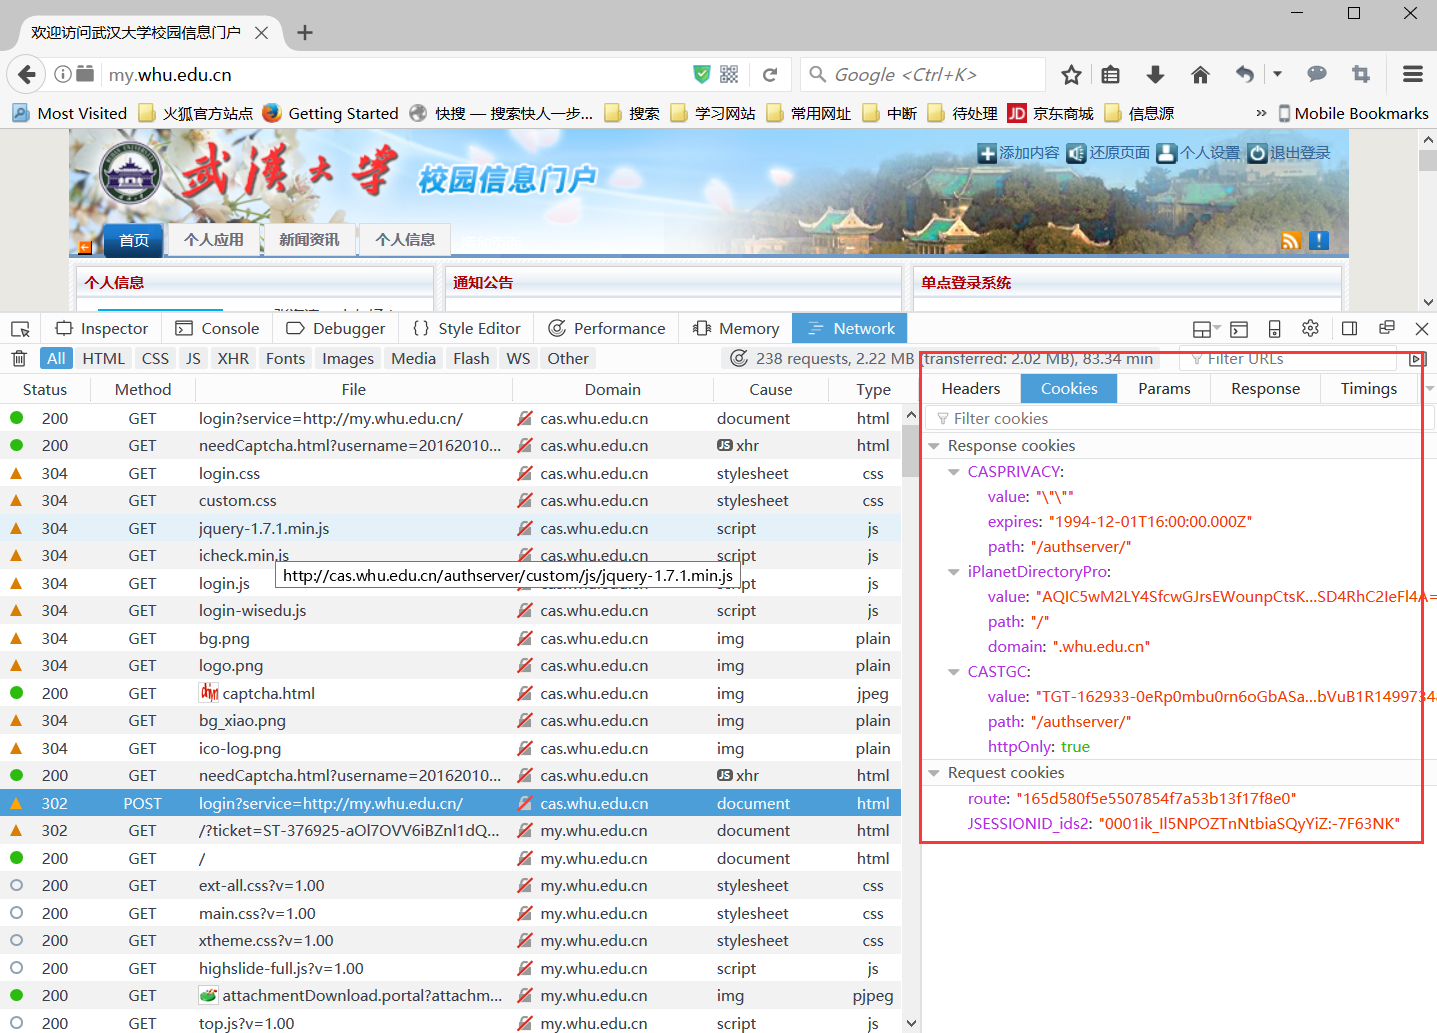 欢迎访问武汉大学校园信息门户
my.whu.edu.cn
Google <Ctrl+K>
Most Visited 火狐官方站点 Getting Started 快搜 — 搜索快人一步... 搜索 学习网站 常用网址 中断 待处理 JD 京东商城 信息源 » Mobile Bookmarks
武漢大学 校园信息门户
添加内容 还原页面 个人设置 退出登录
首页 个人应用 新闻资讯 个人信息
个人信息 通知公告 单点登录系统
Inspector Console Debugger Style Editor Performance Memory Network
All HTML CSS JS XHR Fonts Images Media Flash WS Other 238 requests, 2.22 MB (transferred: 2.02 MB), 83.34 min Filter URLs
Status Method File Domain Cause Type
200 GET login?service=http://my.whu.edu.cn/ cas.whu.edu.cn document html
200 GET needCaptcha.html?username=20162010... cas.whu.edu.cn JS xhr html
304 GET login.css cas.whu.edu.cn stylesheet css
304 GET custom.css cas.whu.edu.cn stylesheet css
304 GET jquery-1.7.1.min.js cas.whu.edu.cn script js
304 GET icheck.min.js cas.whu.edu.cn script js
http://cas.whu.edu.cn/authserver/custom/js/jquery-1.7.1.min.js
304 GET login.js js
304 GET login-wisedu.js cas.whu.edu.cn script js
304 GET bg.png cas.whu.edu.cn img plain
304 GET logo.png cas.whu.edu.cn img plain
200 GET captcha.html cas.whu.edu.cn img jpeg
304 GET bg_xiao.png cas.whu.edu.cn img plain
304 GET ico-log.png cas.whu.edu.cn img plain
200 GET needCaptcha.html?username=20162010... cas.whu.edu.cn JS xhr html
302 POST login?service=http://my.whu.edu.cn/ cas.whu.edu.cn document html
302 GET /?ticket=ST-376925-aOl7OVV6iBZnl1dQ... my.whu.edu.cn document html
200 GET / my.whu.edu.cn document html
200 GET ext-all.css?v=1.00 my.whu.edu.cn stylesheet css
200 GET main.css?v=1.00 my.whu.edu.cn stylesheet css
200 GET xtheme.css?v=1.00 my.whu.edu.cn stylesheet css
200 GET highslide-full.js?v=1.00 my.whu.edu.cn script js
200 GET attachmentDownload.portal?attachm... my.whu.edu.cn img pjpeg
200 GET top.js?v=1.00 my.whu.edu.cn script js
Headers Cookies Params Response Timings
Filter cookies
Response cookies
CASPRIVACY:
value: "\"\""
expires: "1994-12-01T16:00:00.000Z"
path: "/authserver/"
iPlanetDirectoryPro:
value: "AQIC5wM2LY4SfcwGJrsEWounpCtsK...SD4RhC2IeFl4A=
path: "/"
domain: ".whu.edu.cn"
CASTGC:
value: "TGT-162933-0eRp0mbu0rn6oGbASa...bVuB1R1499734
path: "/authserver/"
httpOnly: true
Request cookies
route: "165d580f5e5507854f7a53b13f17f8e0"
JSESSIONID_ids2: "0001ik_Il5NPOZTnNtbiaSQyYiZ:-7F63NK"